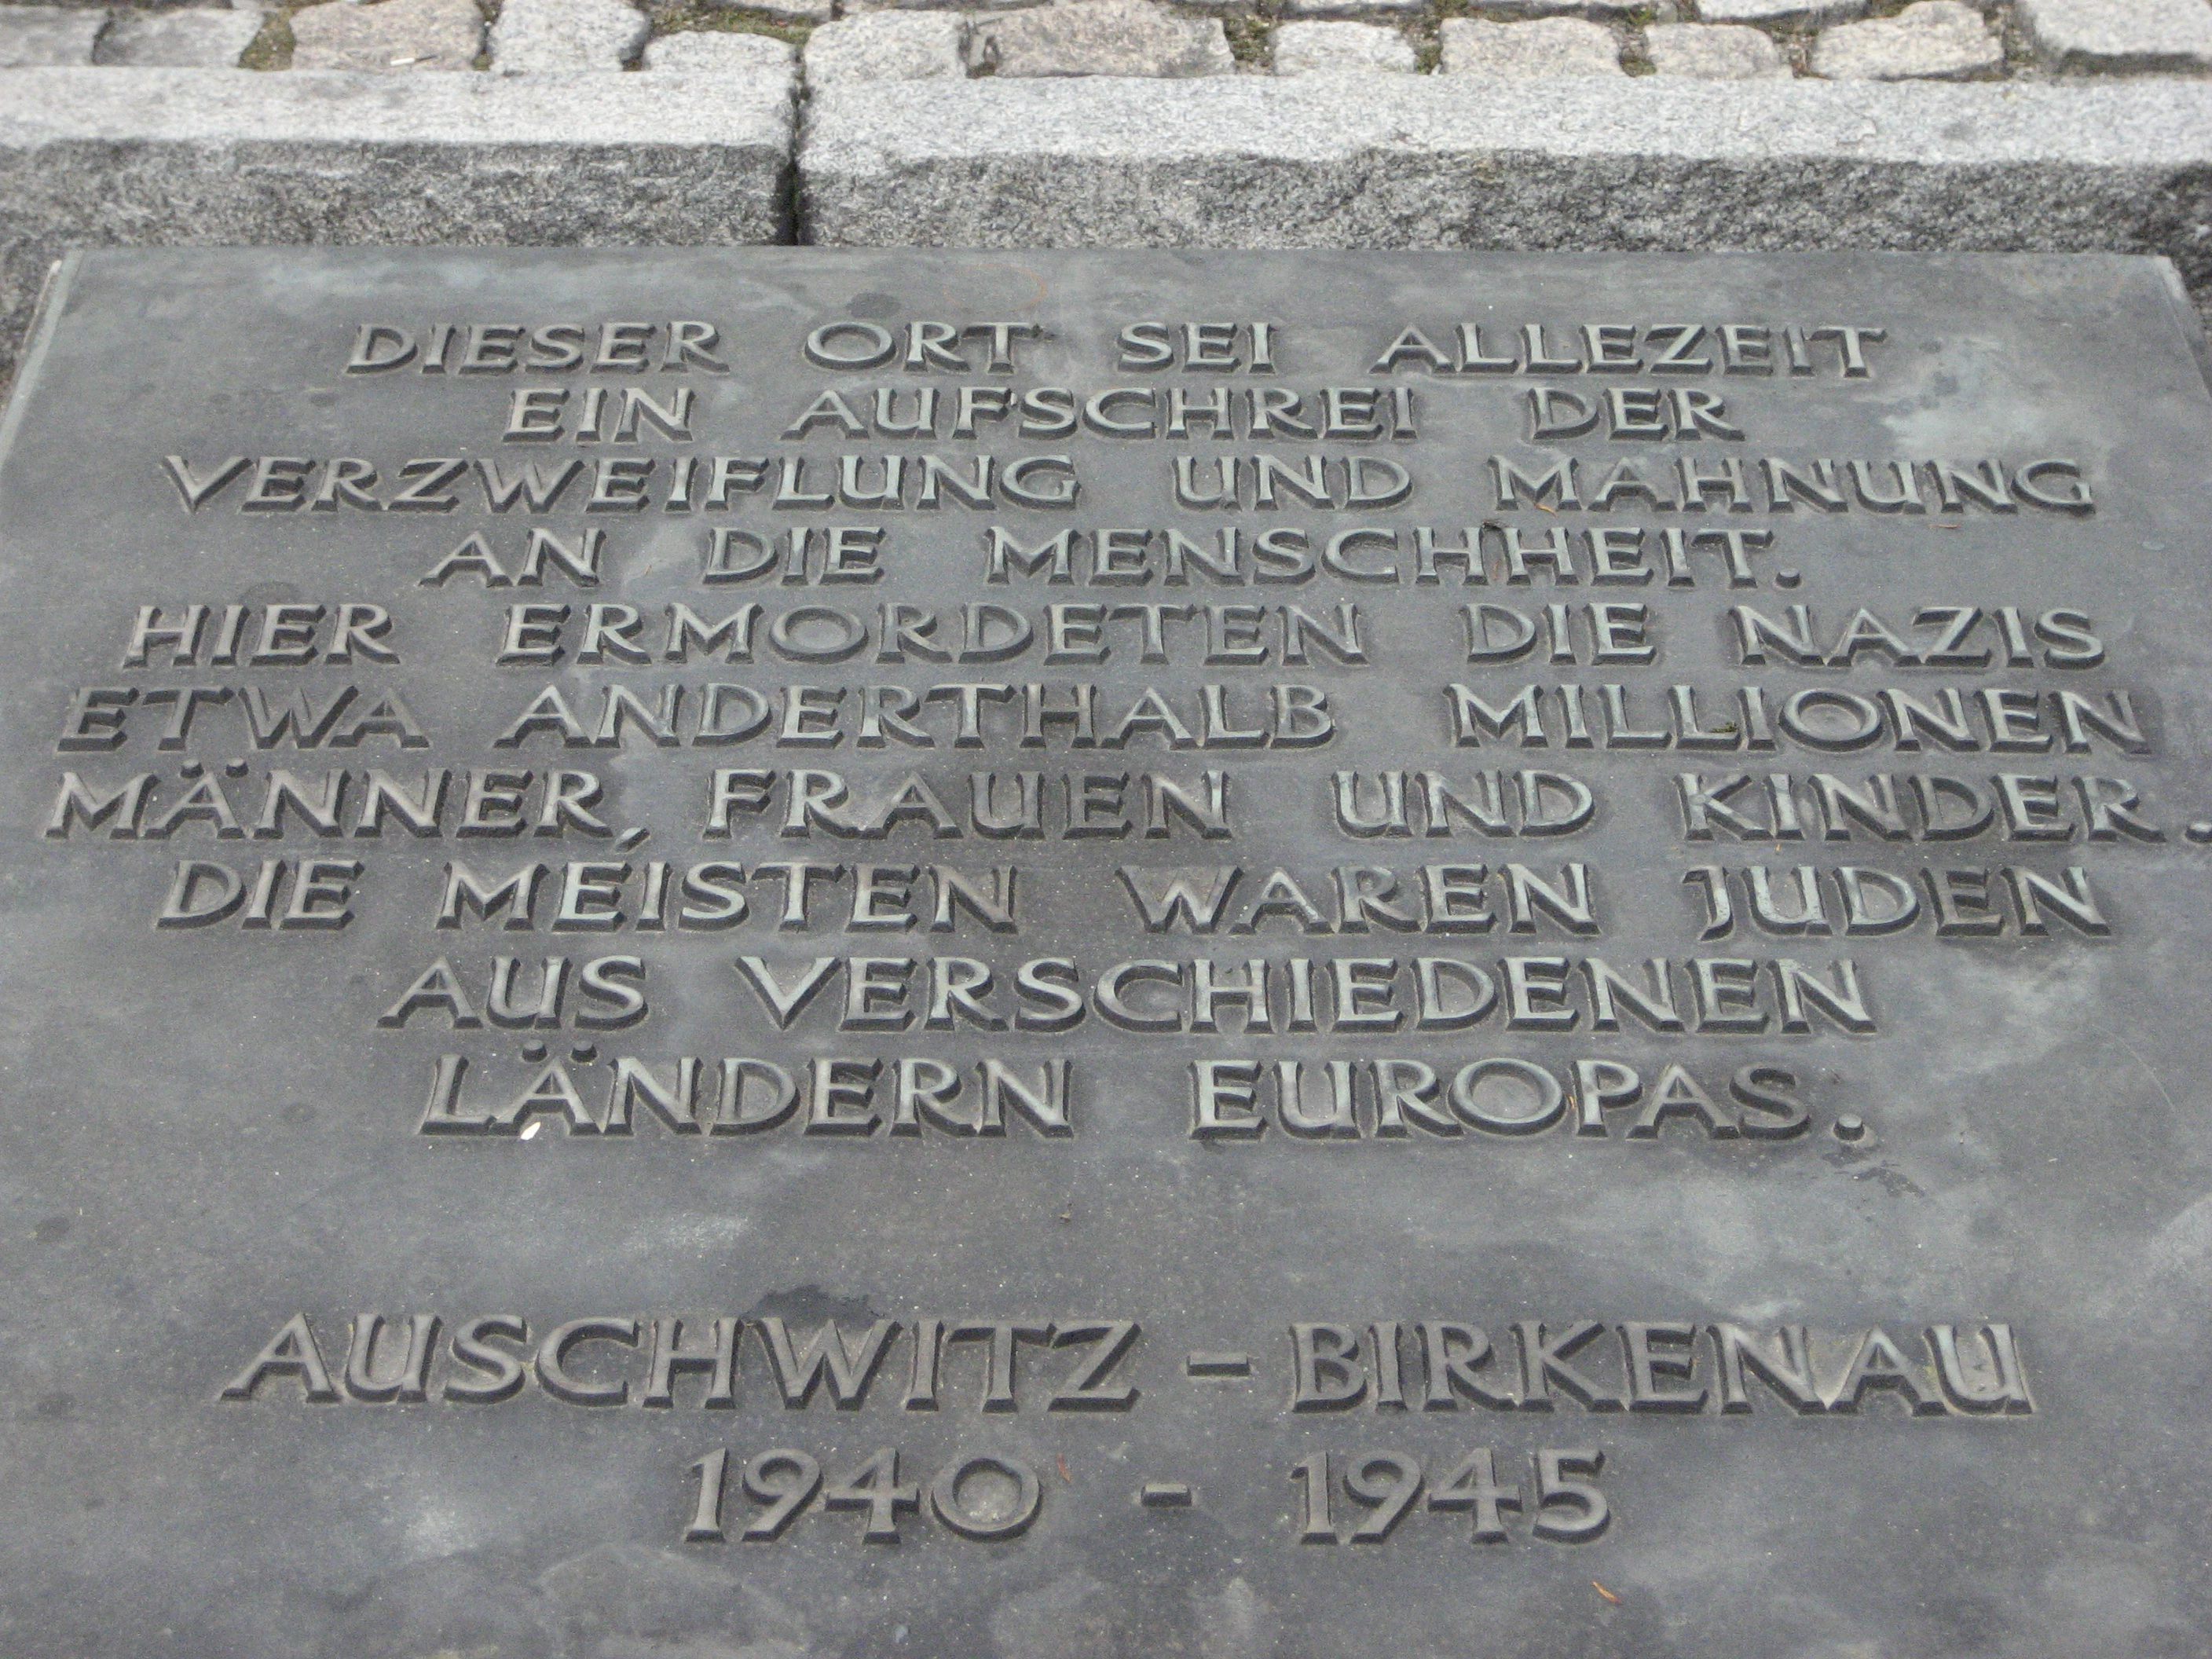 DIESER ORT SEI ALLEZEIT
EIN AUFSCHREI DER
VERZWEIFLUNG UND MAHNUNG
AN DIE MENSCHHEIT.
HIER ERMORDETEN DIE NAZIS
ETWA ANDERTHALB MILLIONEN
MÄNNER, FRAUEN UND KINDER.
DIE MEISTEN WAREN JUDEN
AUS VERSCHIEDENEN
LÄNDERN EUROPAS.
AUSCHWITZ - BIRKENAU
1940 - 1945